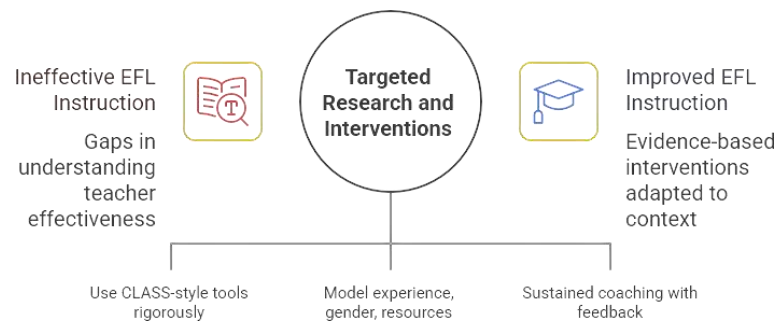 Ineffective EFL
Instruction
Gaps in
understanding
teacher
effectiveness
T
Targeted
Research and
Interventions
Improved EFL
Instruction
Evidence-based
interventions
adapted to
context
Use CLASS-style tools
rigorously
Model experience,
gender, resources
Sustained coaching with
feedback